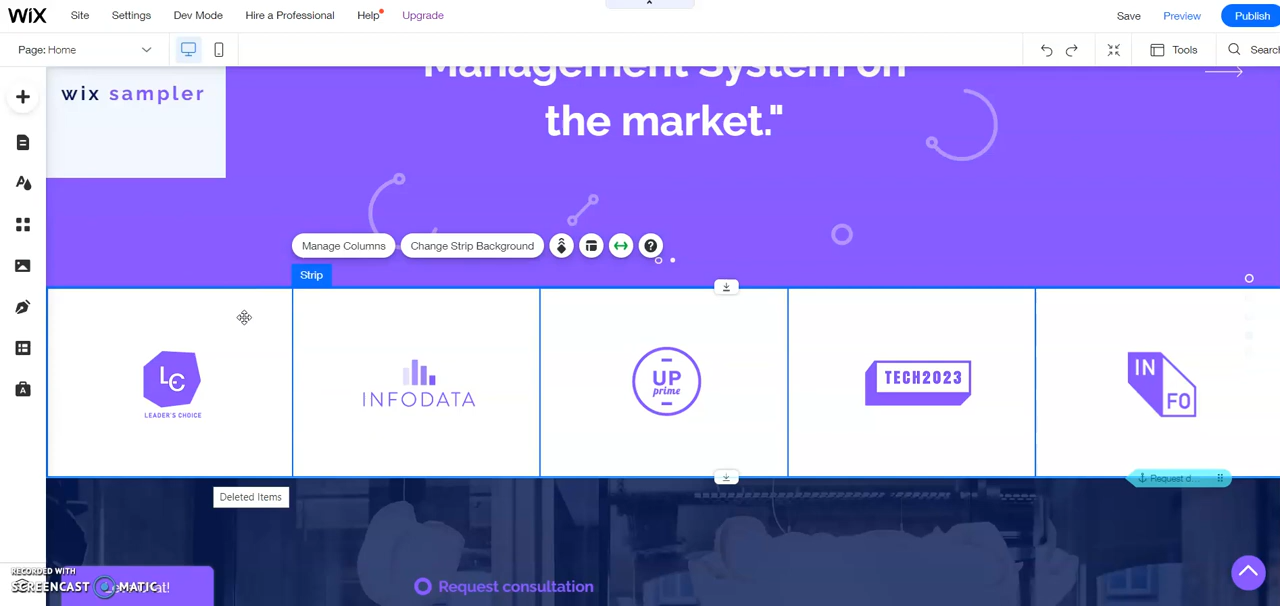 WiX Site Settings Dev Mode Hire a Professional Help Upgrade Save Preview Publish
Page: Home Tools
wix sampler
Management System on
the market."
Manage Columns Change Strip Background
Strip
LC
LEADER'S CHOICE
INFODATA
UP
prime
TECH2023
IN
FO
Request d...
Deleted Items
Request consultation
RECORDED WITH
SCREENCAST MATIC